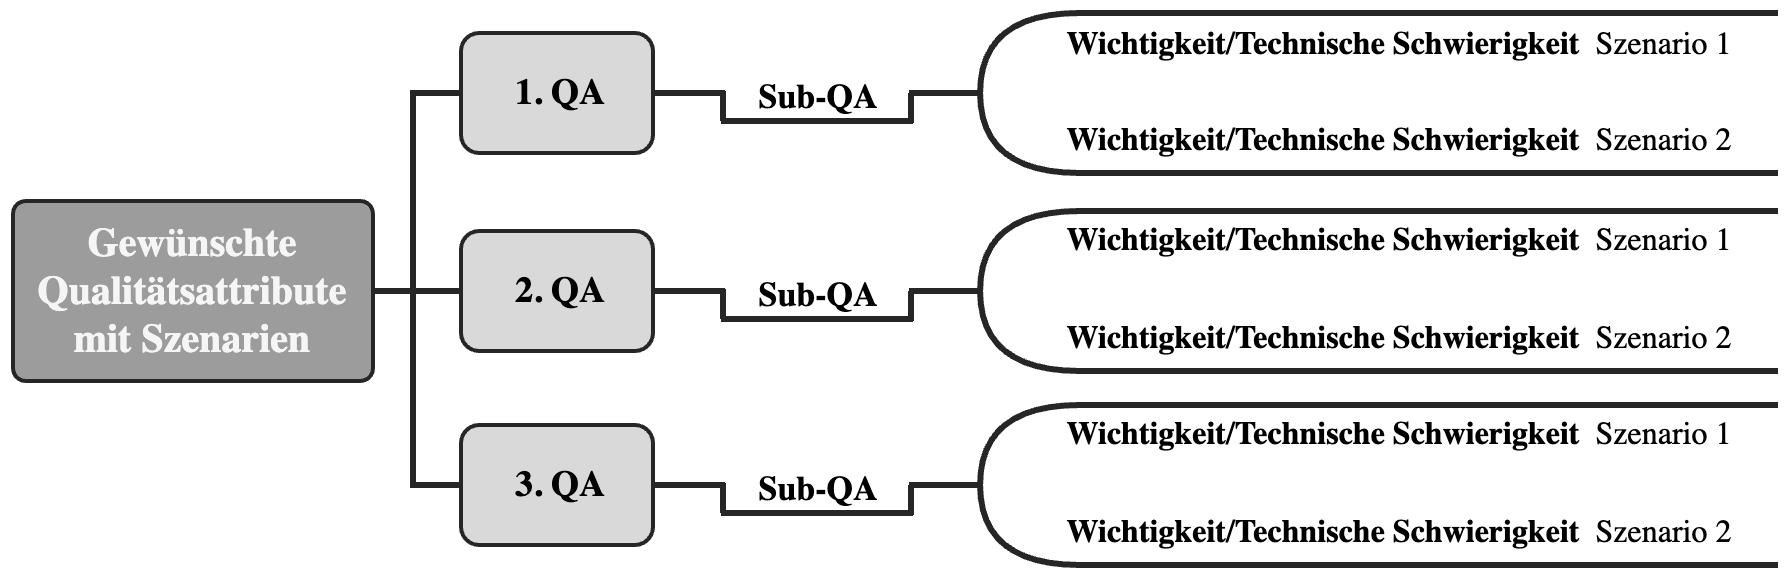 Gewünschte
Qualitätsattribute
mit Szenarien
1. QA
Sub-QA
Wichtigkeit/Technische Schwierigkeit Szenario 1
Wichtigkeit/Technische Schwierigkeit Szenario 2
2. QA
Sub-QA
Wichtigkeit/Technische Schwierigkeit Szenario 1
Wichtigkeit/Technische Schwierigkeit Szenario 2
3. QA
Sub-QA
Wichtigkeit/Technische Schwierigkeit Szenario 1
Wichtigkeit/Technische Schwierigkeit Szenario 2